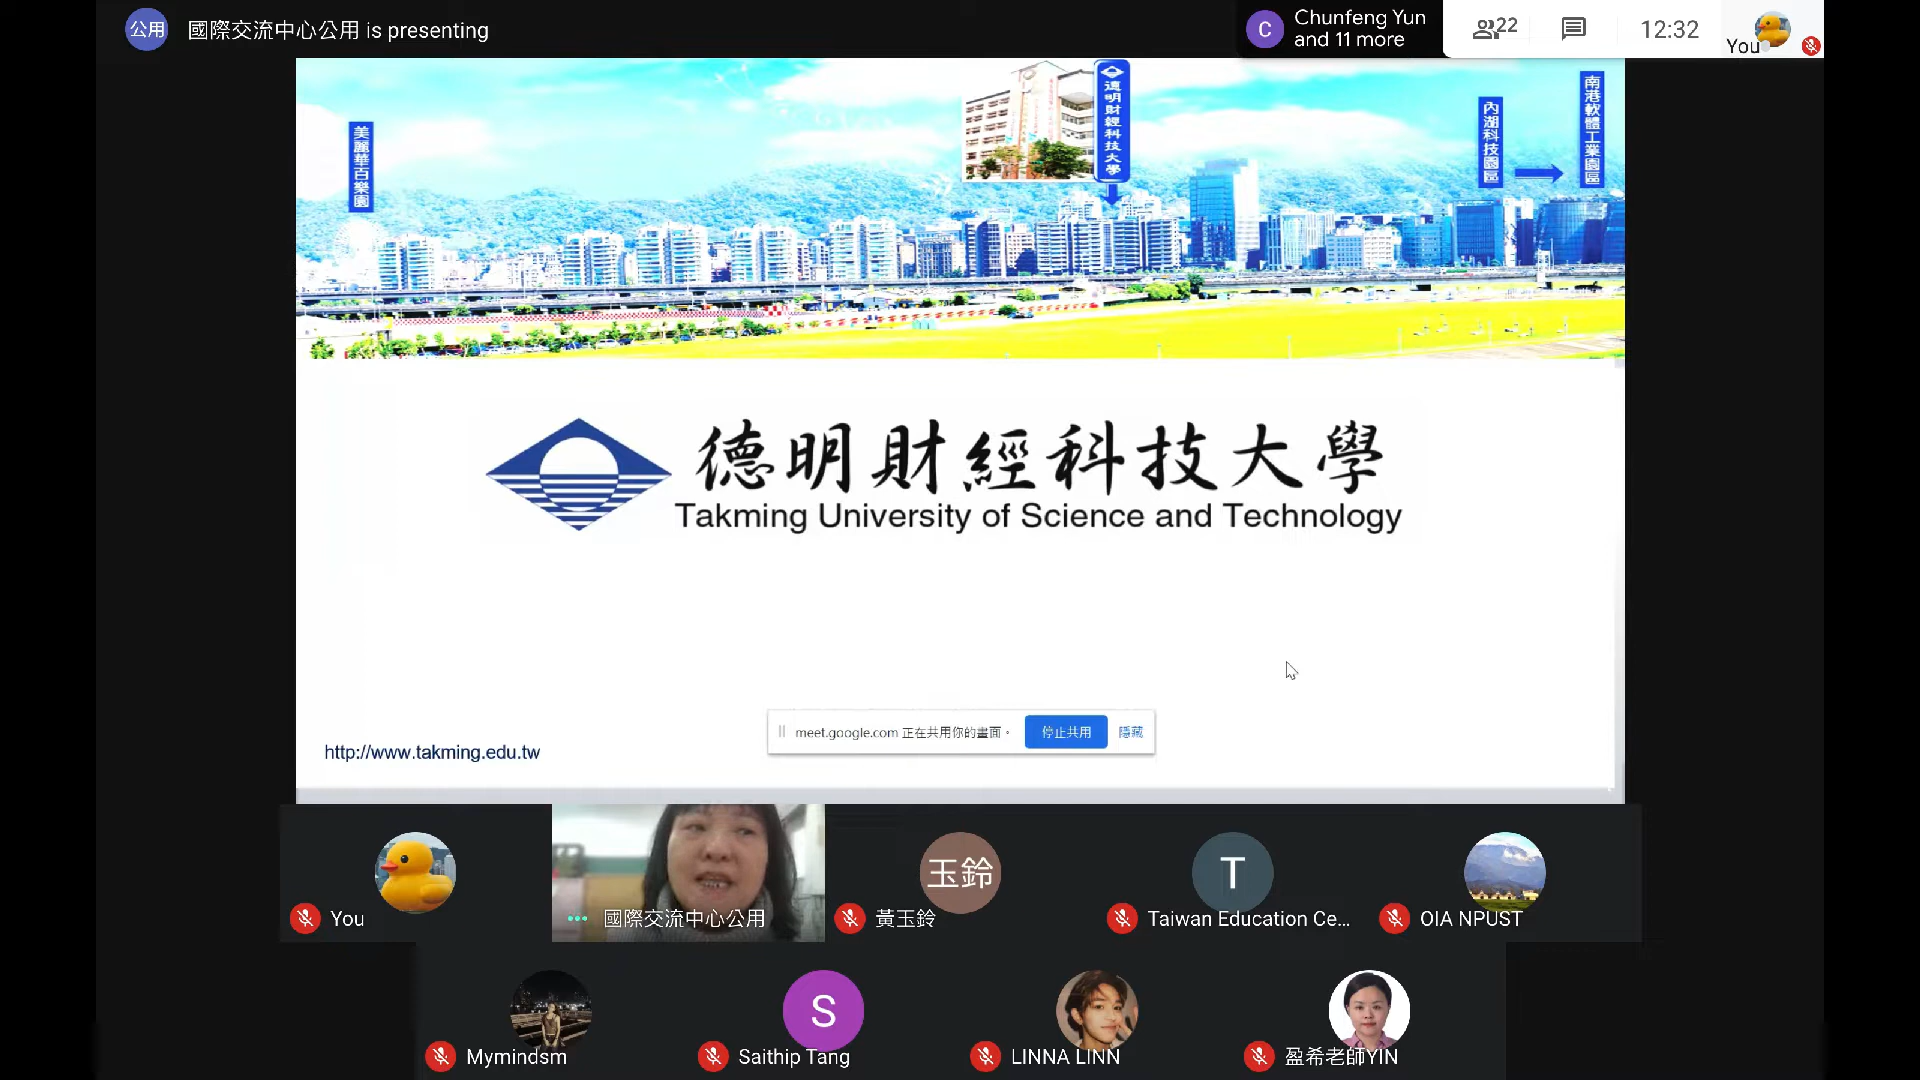 公用
國際交流中心公用 is presenting
C
Chunfeng Yun
and 11 more
22
12:32
You
美麗華百樂園
德明財經科技大學
內湖科技園區
南港軟體工業園區
德明財經科技大學
Takming University of Science and Technology
meet.google.com 正在共用你的畫面。
停止共用
隱藏
http://www.takming.edu.tw
You
國際交流中心公用
玉鈴
黃玉鈴
T
Taiwan Education Ce...
OIA NPUST
Mymindsm
S
Saithip Tang
LINNA LINN
盈希老師YIN